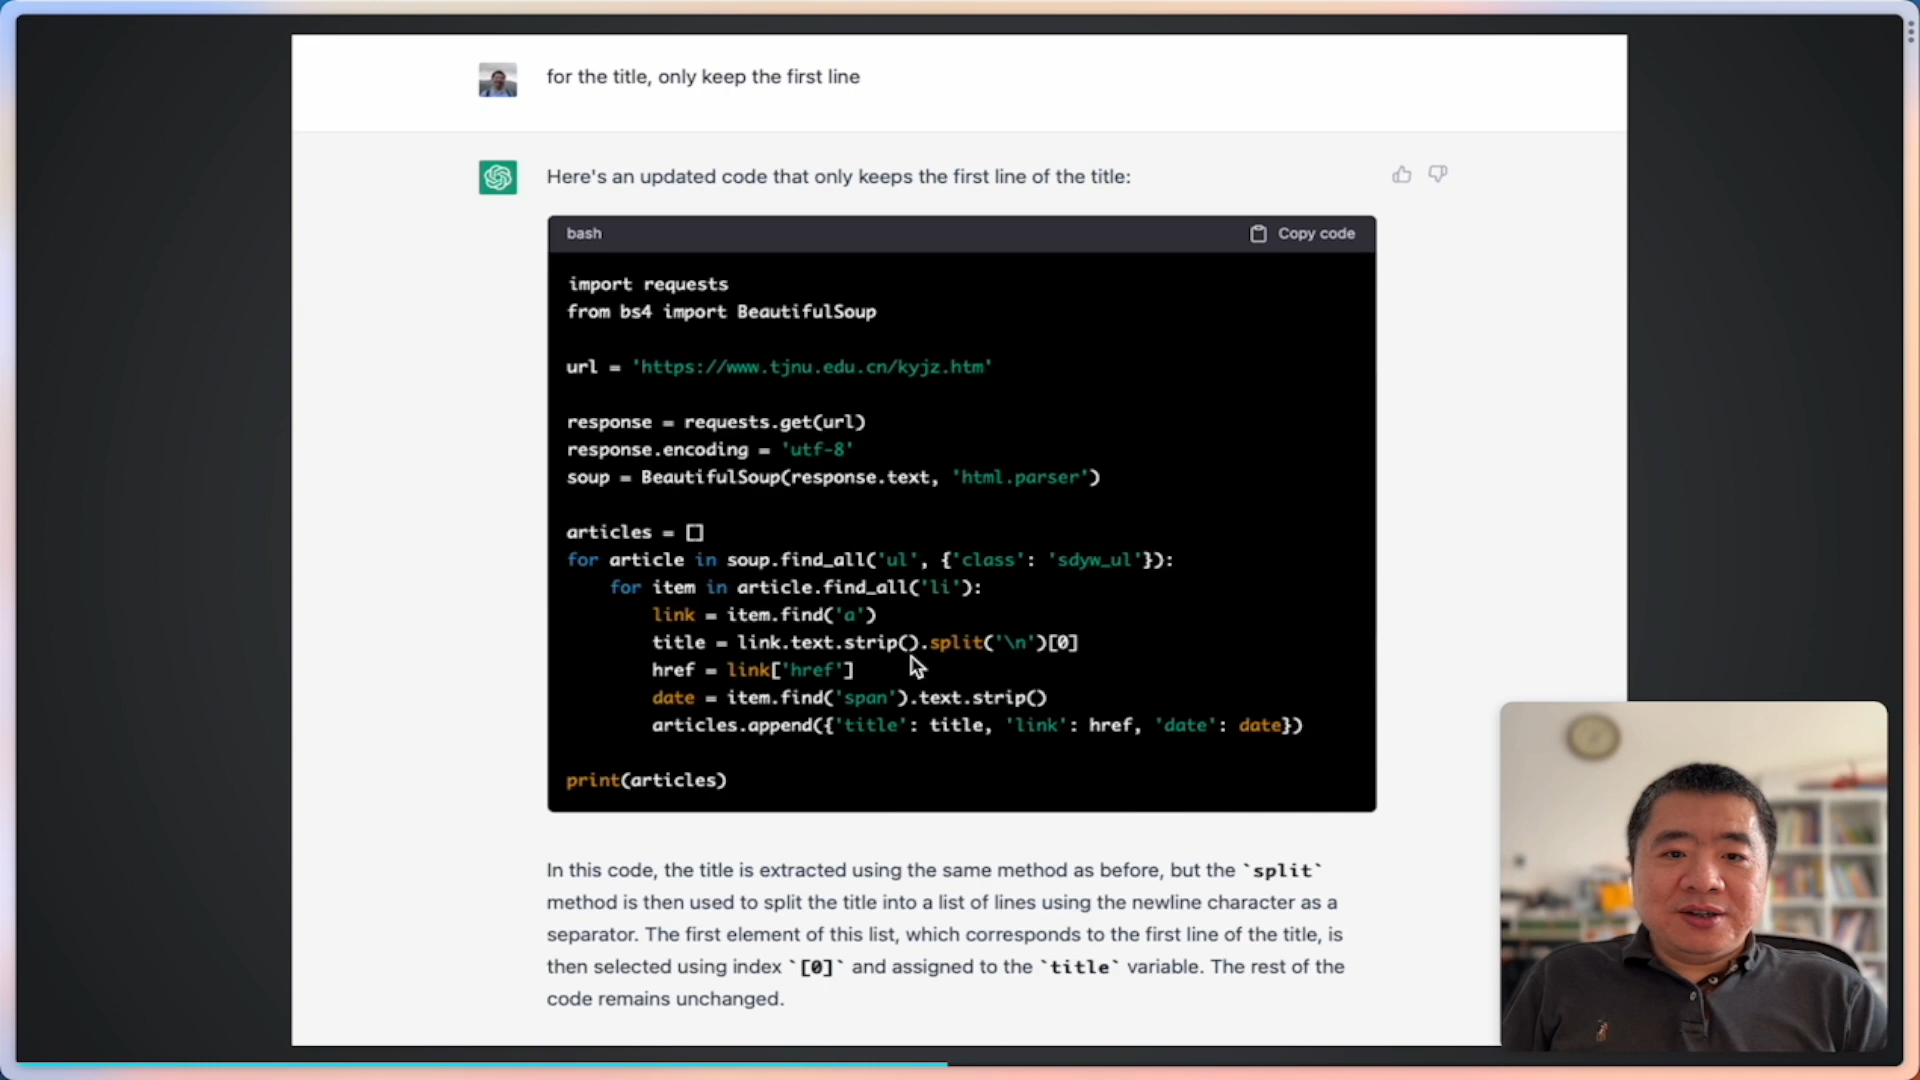 for the title, only keep the first line
Here's an updated code that only keeps the first line of the title:
bash
Copy code
import requests
from bs4 import BeautifulSoup
url = 'https://www.tjnu.edu.cn/kyjz.htm'
response = requests.get(url)
response.encoding = 'utf-8'
soup = BeautifulSoup(response.text, 'html.parser')
articles = []
for article in soup.find_all('ul', {'class': 'sdyw_ul'}):
    for item in article.find_all('li'):
        link = item.find('a')
        title = link.text.strip().split('\n')[0]
        href = link['href']
        date = item.find('span').text.strip()
        articles.append({'title': title, 'link': href, 'date': date})
print(articles)
In this code, the title is extracted using the same method as before, but the `split`
method is then used to split the title into a list of lines using the newline character as a
separator. The first element of this list, which corresponds to the first line of the title, is
then selected using index `[0]` and assigned to the `title` variable. The rest of the
code remains unchanged.